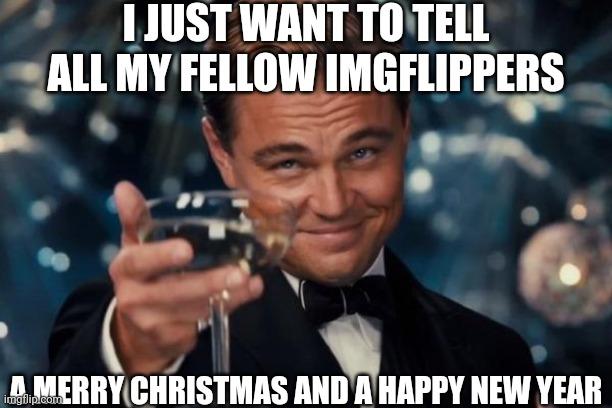 I JUST WANT TO TELL
ALL MY FELLOW IMGFLIPPERS
A MERRY CHRISTMAS AND A HAPPY NEW YEAR
imgflip.com